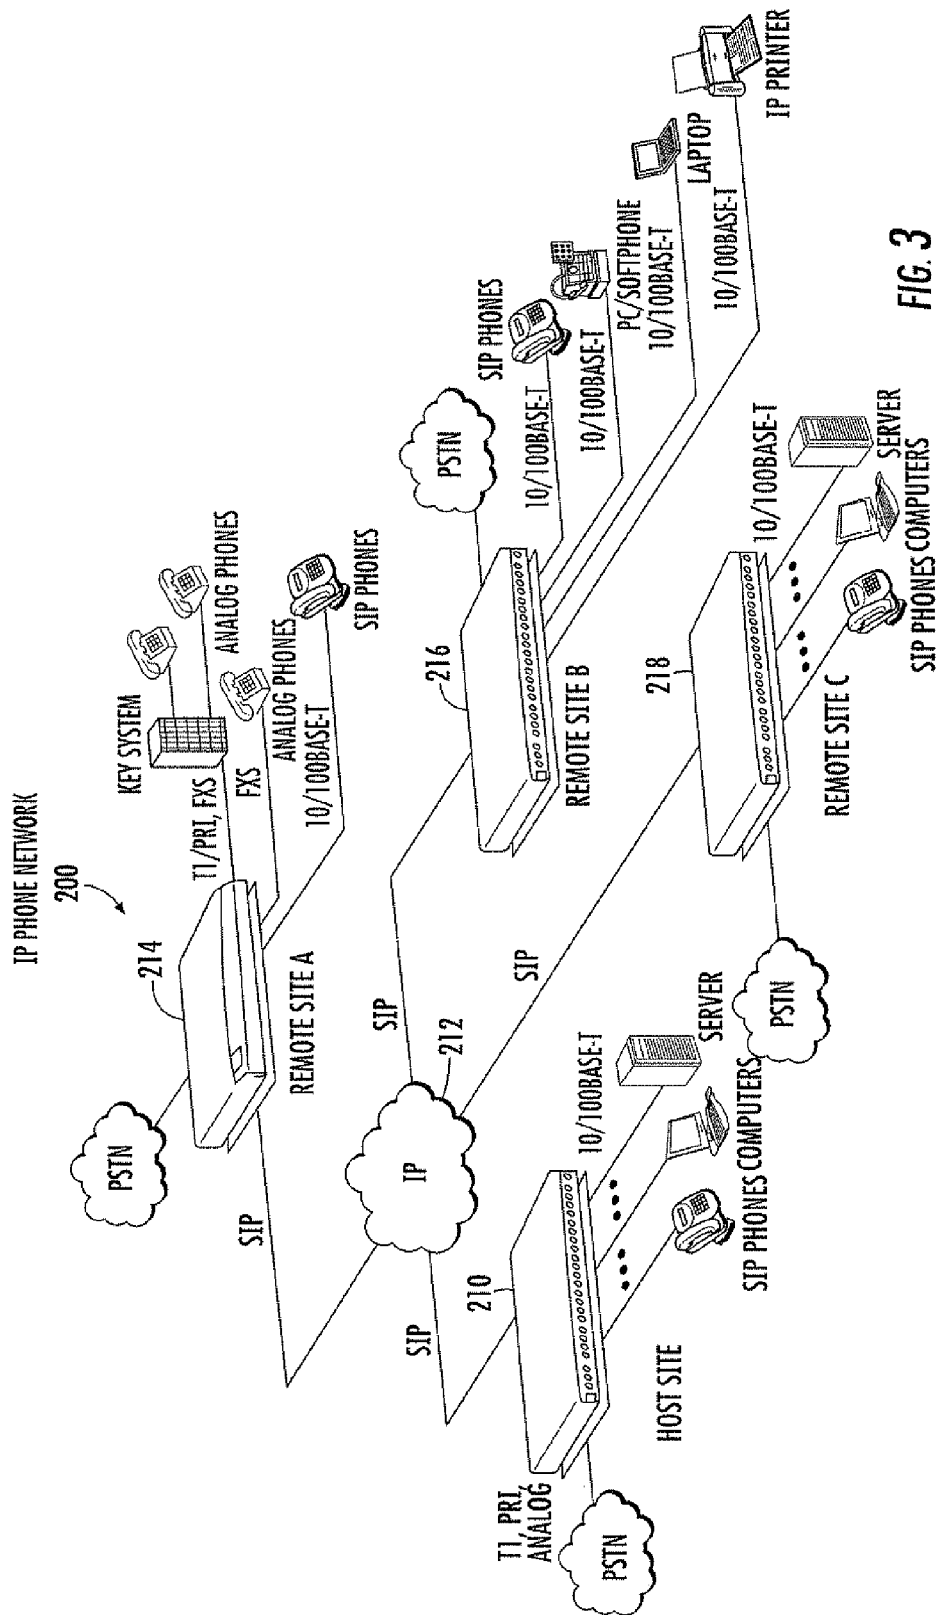 IP PHONE NETWORK
200
PSTN
214
REMOTE SITE A
SIP
T1/PRI, FXS
KEY SYSTEM
ANALOG PHONES
FXS
ANALOG PHONES
10/100BASE-T
SIP PHONES
IP
212
SIP
SIP
SIP
PSTN
216
REMOTE SITE B
10/100BASE-T
SIP PHONES
10/100BASE-T
PC/SOFTPHONE
10/100BASE-T
LAPTOP
10/100BASE-T
IP PRINTER
T1, PRI,
ANALOG
PSTN
210
HOST SITE
10/100BASE-T
SERVER
SIP PHONES
COMPUTERS
PSTN
218
REMOTE SITE C
10/100BASE-T
SERVER
SIP PHONES
COMPUTERS
FIG. 3